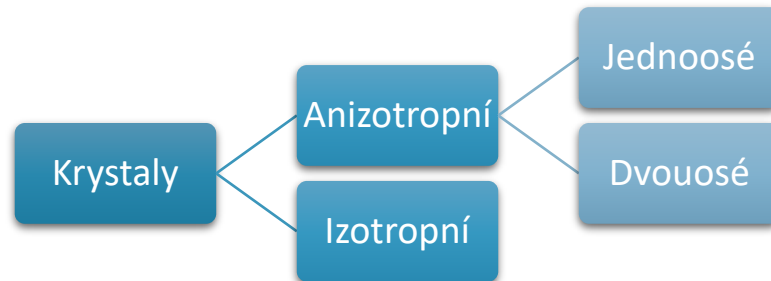 Krystaly
Anizotropní
Izotropní
Jednoosé
Dvouosé